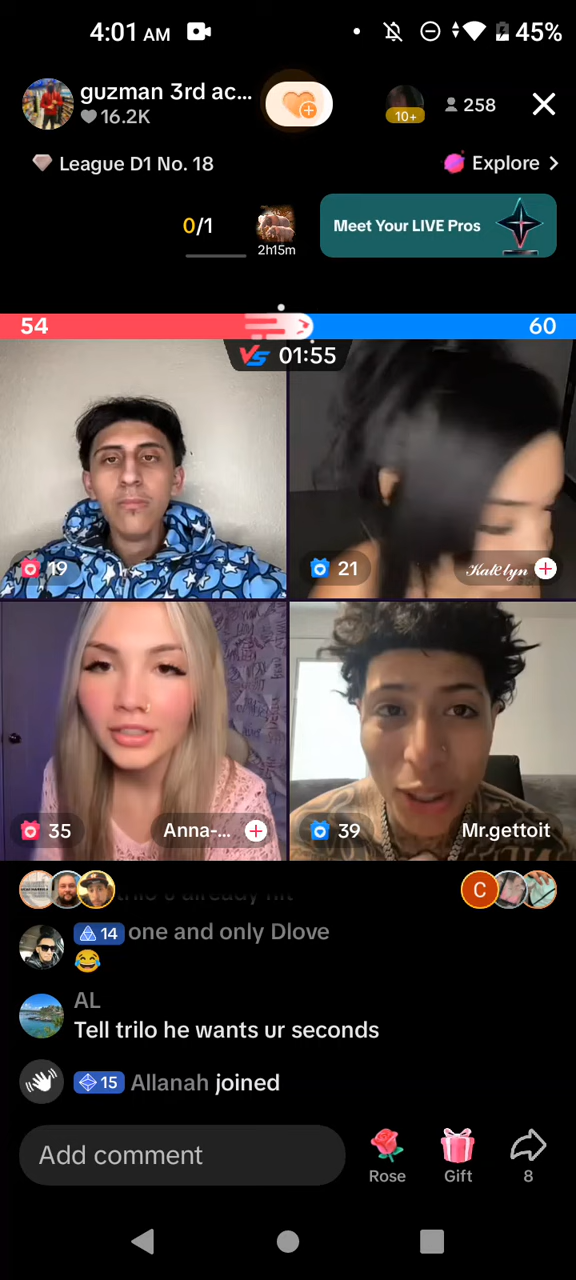 4:01 AM
45%
guzman 3rd ac...
16.2K
10+
258
League D1 No. 18
Explore >
0/1
2h15m
Meet Your LIVE Pros
54
60
VS 01:55
19
21
Katelyn
35
Anna-...
39
Mr.gettoit
C
14 one and only Dlove
😂
AL
Tell trilo he wants ur seconds
15 Allanah joined
Add comment
Rose
Gift
8